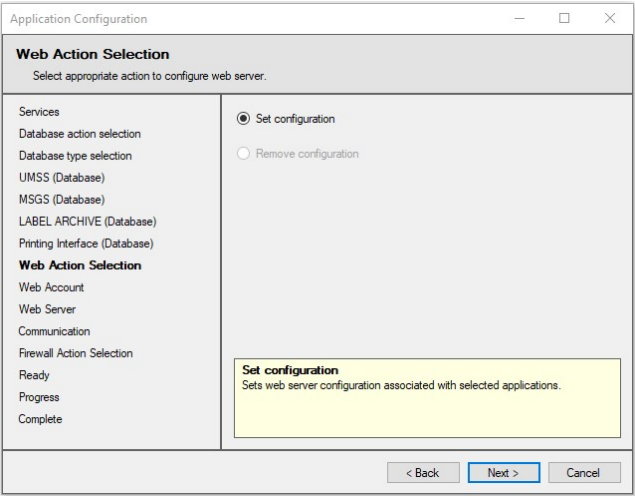 Application Configuration
Web Action Selection
Select appropriate action to configure web server.
Services
Database action selection
Database type selection
UMSS (Database)
MSGS (Database)
LABEL ARCHIVE (Database)
Printing Interface (Database)
Web Action Selection
Web Account
Web Server
Communication
Firewall Action Selection
Ready
Progress
Complete
Set configuration
Remove configuration
Set configuration
Sets web server configuration associated with selected applications.
< Back
Next >
Cancel